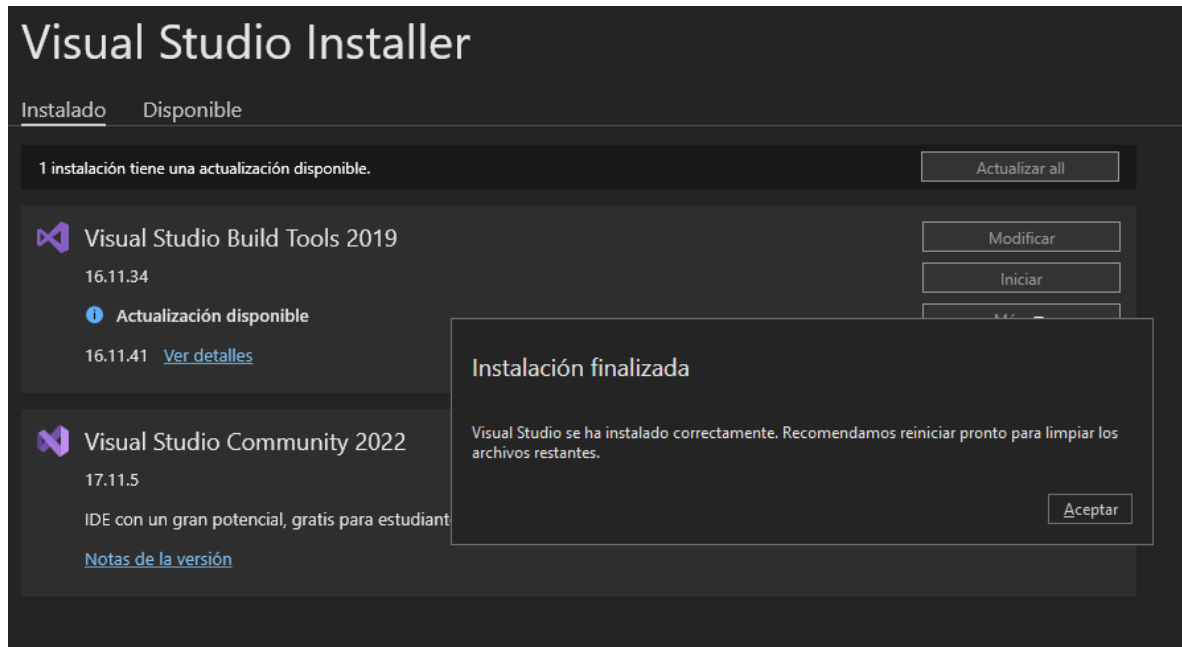 Visual Studio Installer
Instalado Disponible
1 instalación tiene una actualización disponible.
Actualizar all
Visual Studio Build Tools 2019
Modificar
16.11.34
Iniciar
Actualización disponible
16.11.41 Ver detalles
Instalación finalizada
Visual Studio se ha instalado correctamente. Recomendamos reiniciar pronto para limpiar los
archivos restantes.
Aceptar
Visual Studio Community 2022
17.11.5
IDE con un gran potencial, gratis para
Notas de la versión